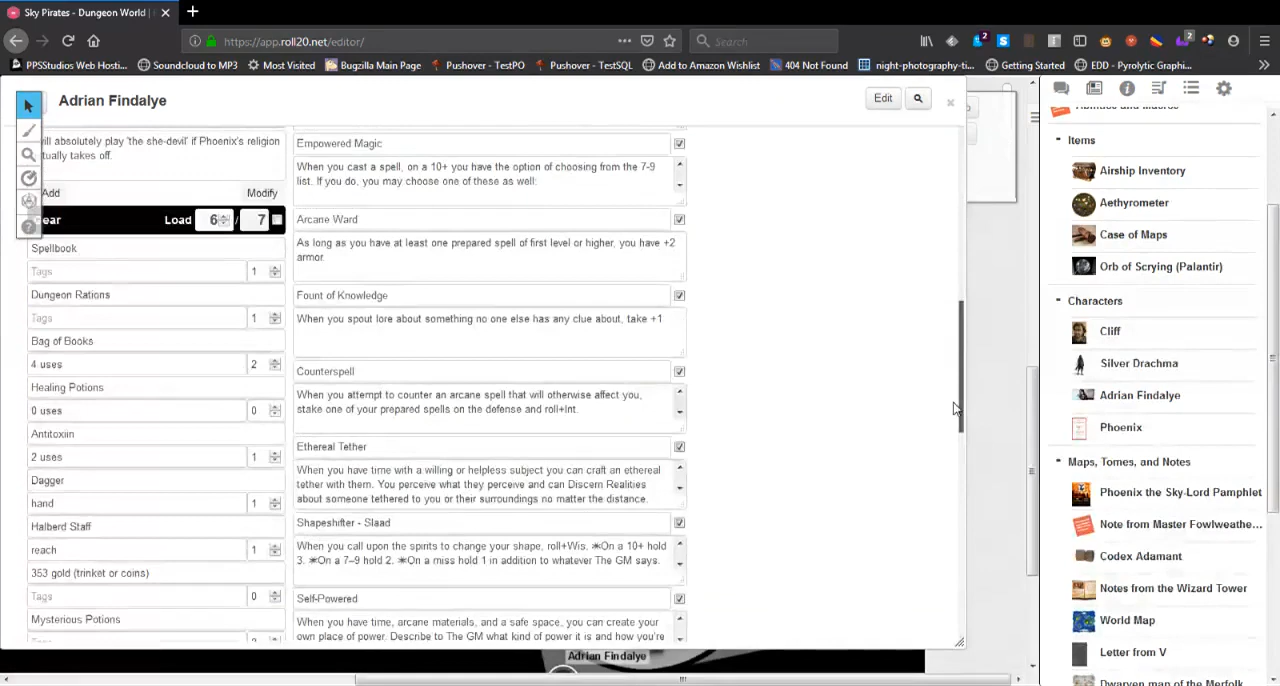 Sky Pirates - Dungeon World |
https://app.roll20.net/editor/
Search
2
2
PPSStudios Web Hosti...
Soundcloud to MP3
Most Visited
Bugzilla Main Page
Pushover - TestPO
Pushover - TestSQL
Add to Amazon Wishlist
404 Not Found
night-photography-ti...
Getting Started
EDD - Pyrolytic Graphi...
Adrian Findalye
Edit
will absolutely play 'the she-devil' if Phoenix's religion
tually takes off.
Add
Modify
ear
Load
6
/
7
Spellbook
Tags
1
Dungeon Rations
Tags
1
Bag of Books
4 uses
2
Healing Potions
0 uses
0
Antitoxiin
2 uses
1
Dagger
hand
1
Halberd Staff
reach
1
353 gold (trinket or coins)
Tags
0
Mysterious Potions
Empowered Magic
When you cast a spell, on a 10+ you have the option of choosing from the 7-9
list. If you do, you may choose one of these as well:
Arcane Ward
As long as you have at least one prepared spell of first level or higher, you have +2
armor.
Fount of Knowledge
When you spout lore about something no one else has any clue about, take +1
Counterspell
When you attempt to counter an arcane spell that will otherwise affect you,
stake one of your prepared spells on the defense and roll+Int.
Ethereal Tether
When you have time with a willing or helpless subject you can craft an ethereal
tether with them. You perceive what they perceive and can Discern Realities
about someone tethered to you or their surroundings no matter the distance.
Shapeshifter - Slaad
When you call upon the spirits to change your shape, roll+Wis. ✴On a 10+ hold
3. ✴On a 7–9 hold 2. ✴On a miss hold 1 in addition to whatever The GM says.
Self-Powered
When you have time, arcane materials, and a safe space, you can create your
own place of power. Describe to The GM what kind of power it is and how you're
Adrian Findalye
Abilities and Macros
Items
Airship Inventory
Aethyrometer
Case of Maps
Orb of Scrying (Palantir)
Characters
Cliff
Silver Drachma
Adrian Findalye
Phoenix
Maps, Tomes, and Notes
Phoenix the Sky-Lord Pamphlet
Note from Master Fowlweathe...
Codex Adamant
Notes from the Wizard Tower
World Map
Letter from V
Dwarven map of the Merfolk